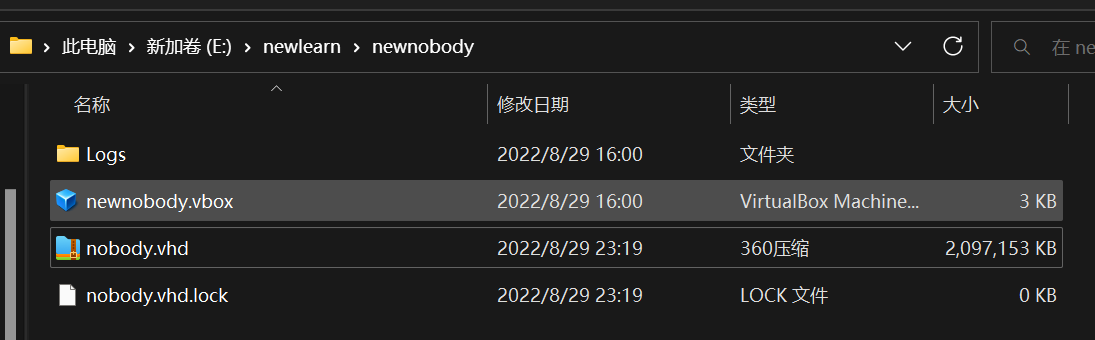 此电脑 › 新加卷 (E:) › newlearn › newnobody 在 ne
名称 修改日期 类型 大小
Logs 2022/8/29 16:00 文件夹
newnobody.vbox 2022/8/29 16:00 VirtualBox Machine... 3 KB
nobody.vhd 2022/8/29 23:19 360压缩 2,097,153 KB
nobody.vhd.lock 2022/8/29 23:19 LOCK 文件 0 KB